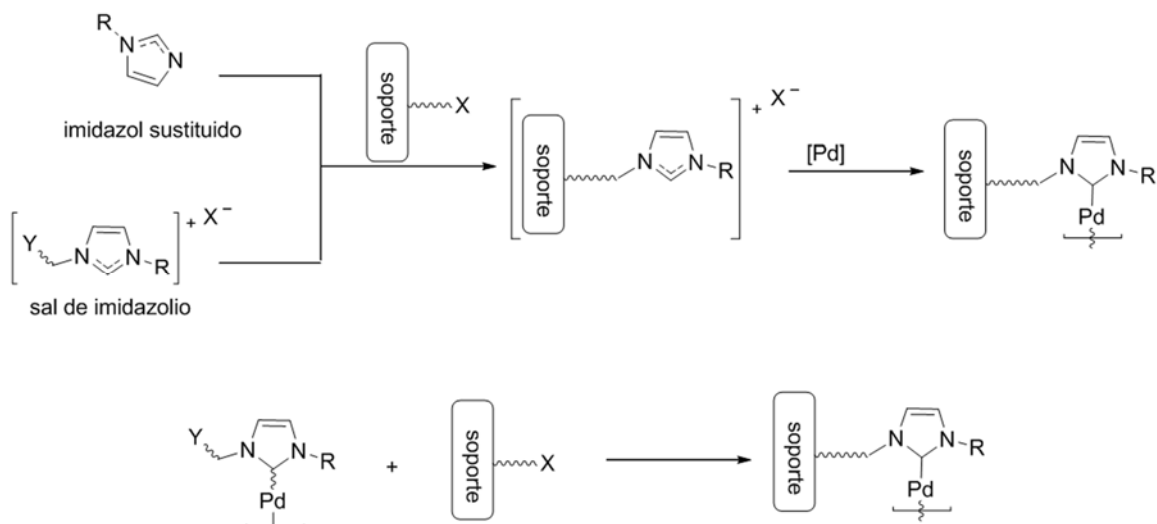 R
N
N
imidazol sustituido
soporte
X
[
soporte
N
N
R
]
+ X⁻
[Pd]
soporte
N
N
R
Pd
[
Y
N
N
R
]
+ X⁻
sal de imidazolio
Y
N
N
R
Pd
+
soporte
X
soporte
N
N
R
Pd